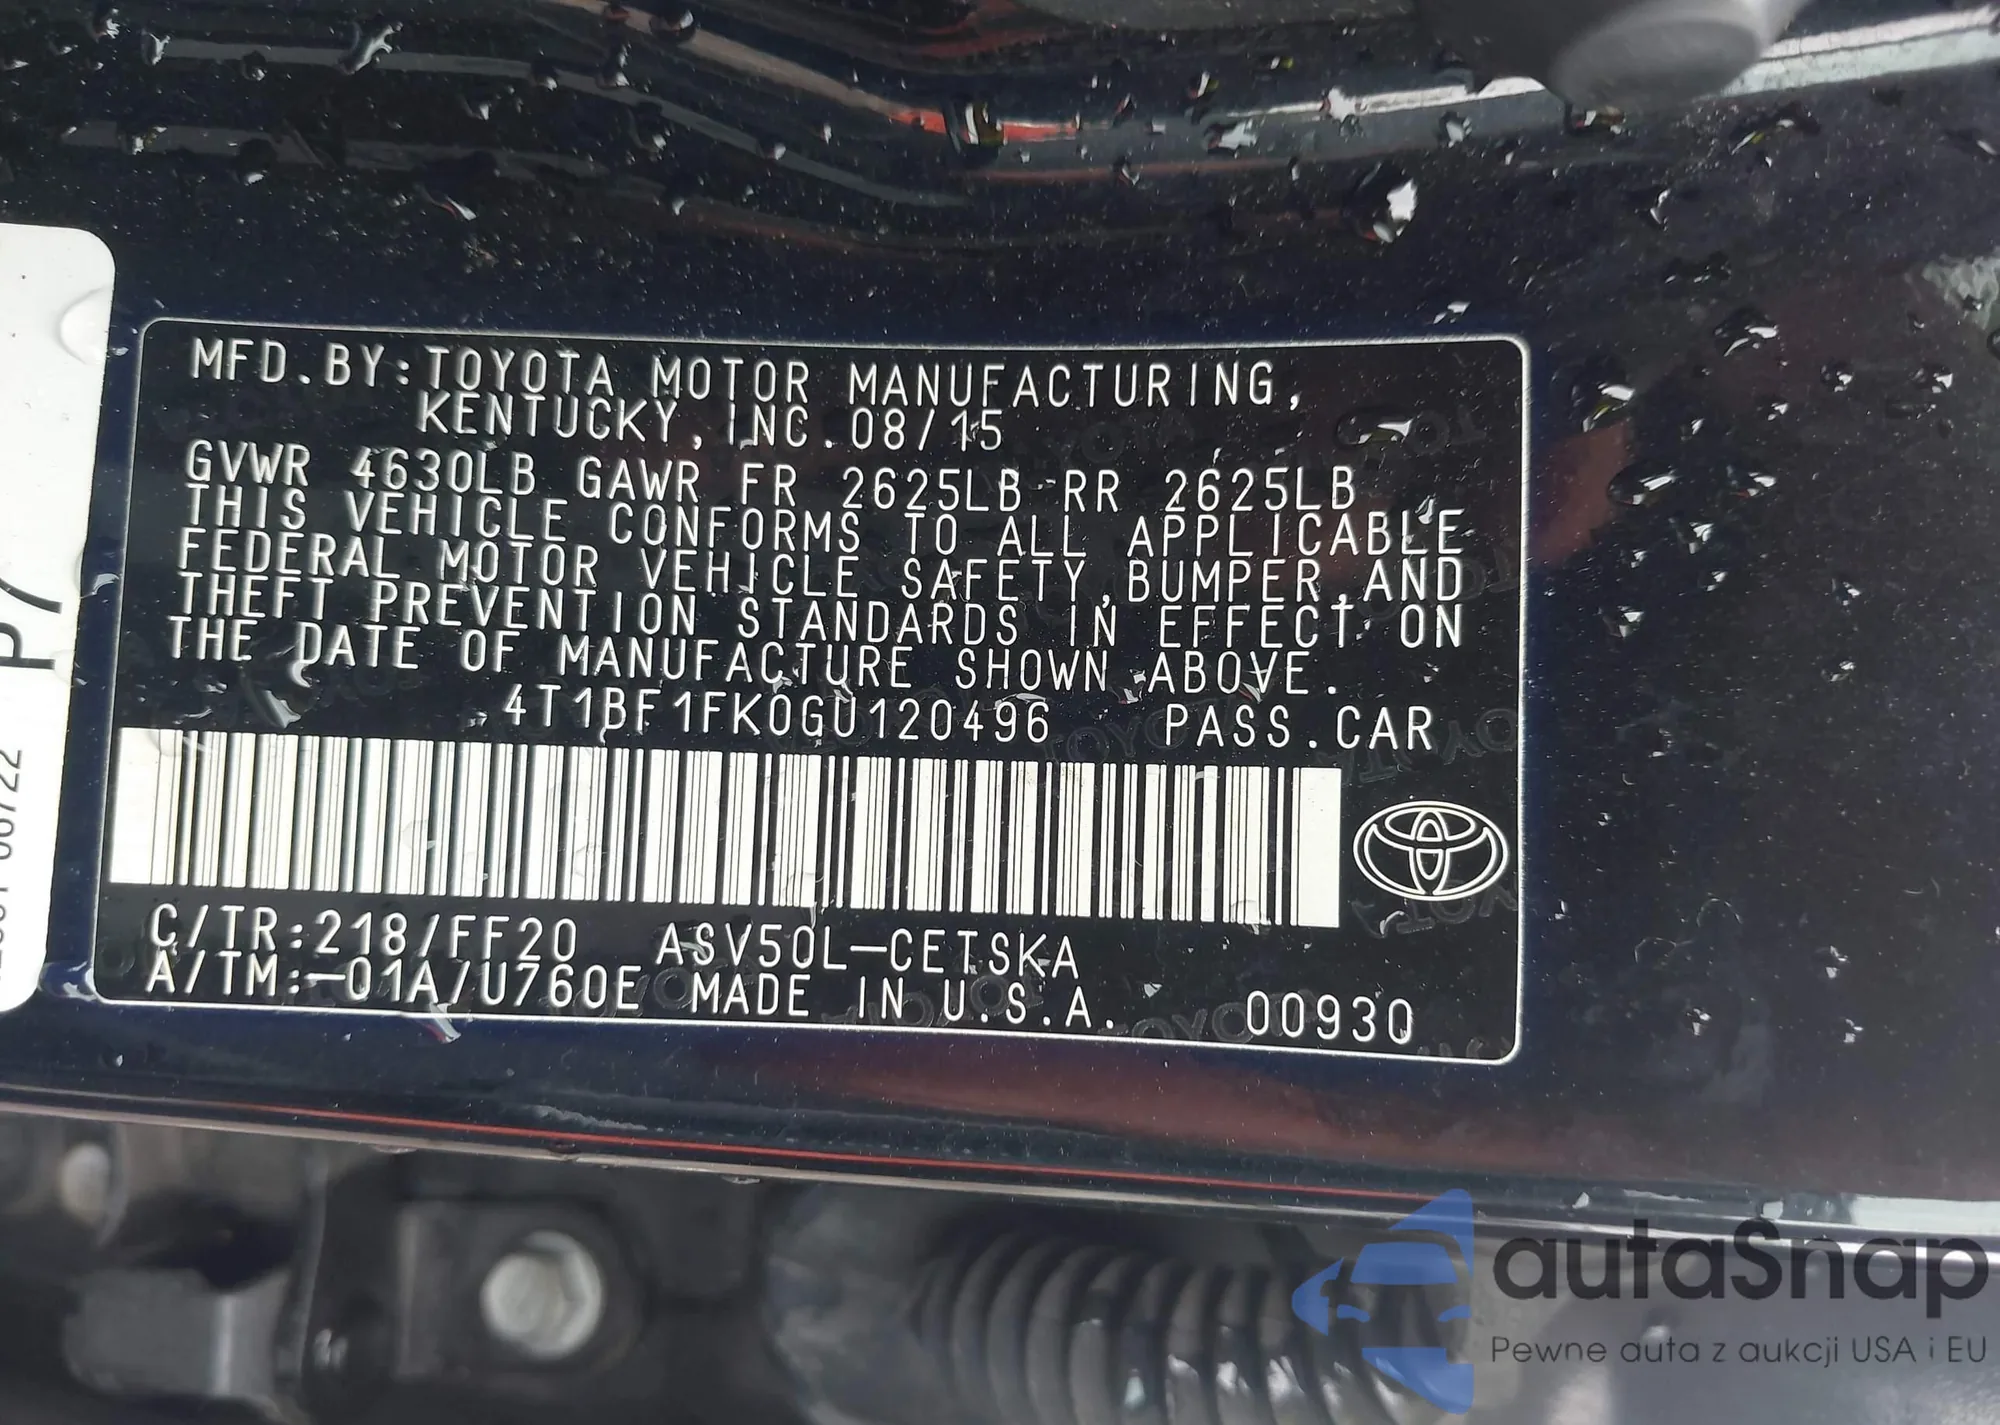 MFD.BY:TOYOTA MOTOR MANUFACTURING,
KENTUCKY,INC.08/15
GVWR 4630LB GAWR FR 2625LB RR 2625LB
THIS VEHICLE CONFORMS TO ALL APPLICABLE
FEDERAL MOTOR VEHICLE SAFETY,BUMPER,AND
THEFT PREVENTION STANDARDS IN EFFECT ON
THE DATE OF MANUFACTURE SHOWN ABOVE.
4T1BF1FK0GU120496 PASS.CAR
C/TR:218/FF20 ASV50L-CETSKA
A/TM:-01A/U760E MADE IN U.S.A. 00930
autaSnap
Pewne auta z aukcji USA i EU